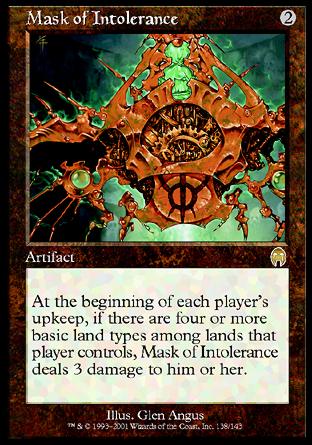 Mask of Intolerance 2
Artifact
At the beginning of each player's
upkeep, if there are four or more
basic land types among lands that
player controls, Mask of Intolerance
deals 3 damage to him or her.
Illus. Glen Angus
™ & © 1993–2001 Wizards of the Coast, Inc. 138/143